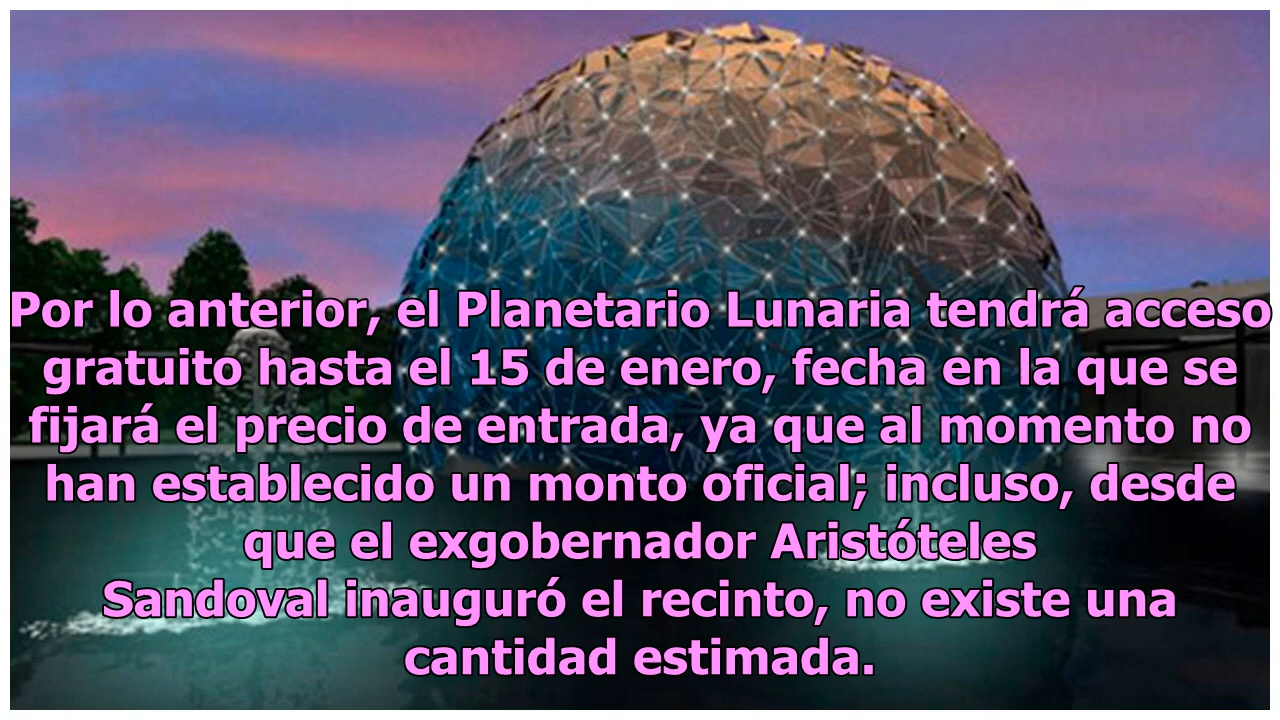 Por lo anterior, el Planetario Lunaria tendrá acceso
gratuito hasta el 15 de enero, fecha en la que se
fijará el precio de entrada, ya que al momento no
han establecido un monto oficial; incluso, desde
que el exgobernador Aristóteles
Sandoval inauguró el recinto, no existe una
cantidad estimada.